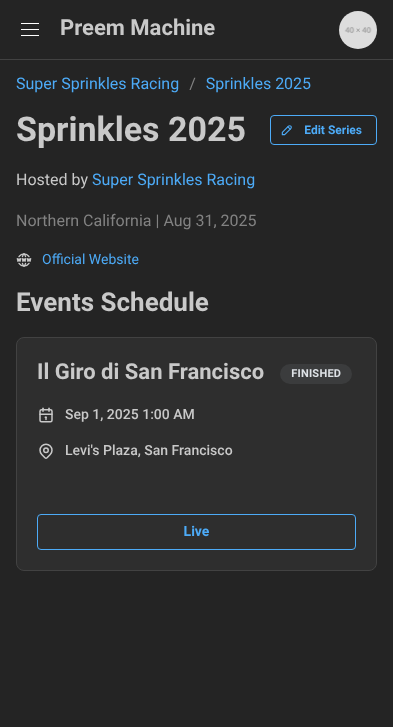 Preem Machine
40 × 40
Super Sprinkles Racing / Sprinkles 2025
Sprinkles 2025
Edit Series
Hosted by Super Sprinkles Racing
Northern California | Aug 31, 2025
Official Website
Events Schedule
Il Giro di San Francisco
FINISHED
Sep 1, 2025 1:00 AM
Levi's Plaza, San Francisco
Live